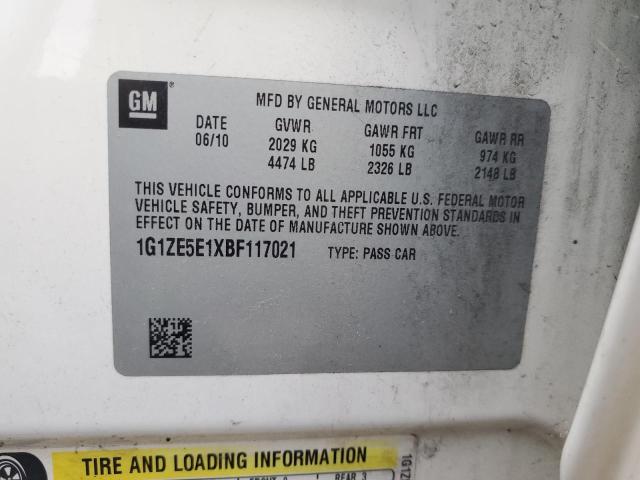 GM
MFD BY GENERAL MOTORS LLC
DATE GVWR GAWR FRT GAWR RR
06/10 2029 KG 1055 KG 974 KG
4474 LB 2326 LB 2148 LB
THIS VEHICLE CONFORMS TO ALL APPLICABLE U.S. FEDERAL MOTOR
VEHICLE SAFETY, BUMPER, AND THEFT PREVENTION STANDARDS IN
EFFECT ON THE DATE OF MANUFACTURE SHOWN ABOVE.
1G1ZE5E1XBF117021 TYPE: PASS CAR
TIRE AND LOADING INFORMATION
REAR 3
1G1Z